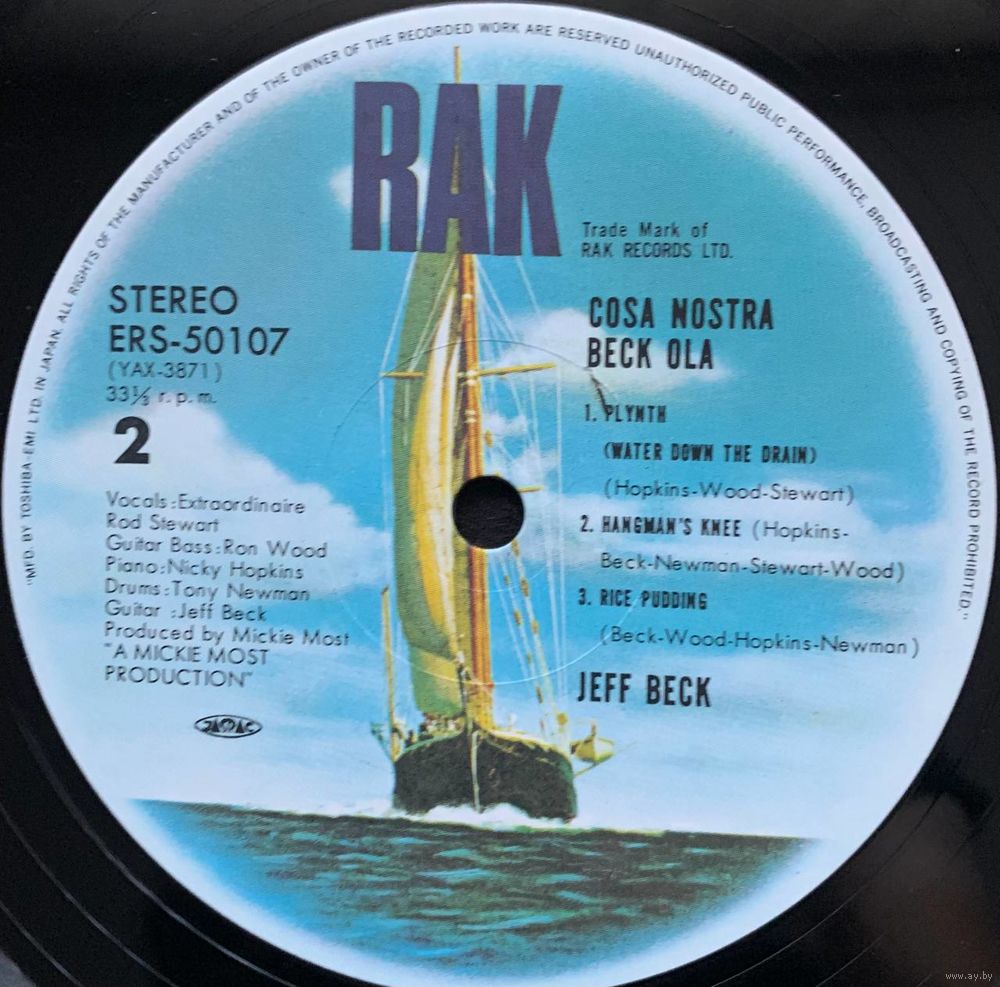 "MFD. BY TOSHIBA-EMI LTD. IN JAPAN. ALL RIGHTS OF THE MANUFACTURER AND OF THE OWNER OF THE RECORDED WORK ARE RESERVED UNAUTHORIZED PUBLIC PERFORMANCE, BROADCASTING AND COPYING OF THE RECORD PROHIBITED."
RAK
Trade Mark of
RAK RECORDS LTD.
STEREO
ERS-50107
(YAX-3871)
33⅓ r.p.m.
2
Vocals:Extraordinaire
Rod Stewart
Guitar Bass:Ron Wood
Piano:Nicky Hopkins
Drums:Tony Newman
Guitar :Jeff Beck
Produced by Mickie Most
"A MICKIE MOST
PRODUCTION"
JASRAC
COSA NOSTRA
BECK OLA
1. PLYNTH
(WATER DOWN THE DRAIN)
(Hopkins-Wood-Stewart)
2. HANGMAN'S KNEE (Hopkins-
Beck-Newman-Stewart-Wood)
3. RICE PUDDING
(Beck-Wood-Hopkins-Newman)
JEFF BECK
www.ay.by